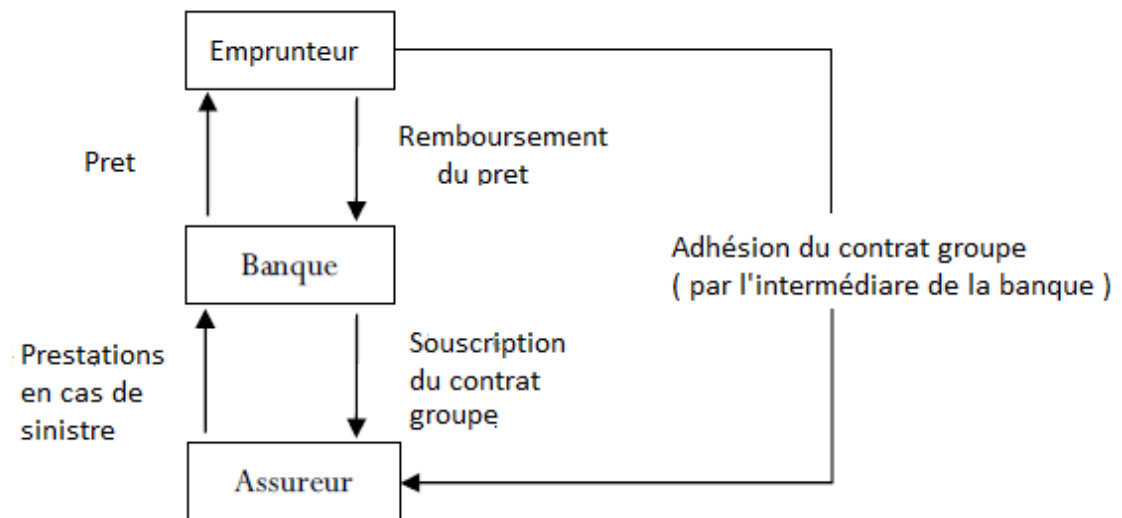 Emprunteur
Pret
Remboursement
du pret
Banque
Adhésion du contrat groupe
( par l'intermédiare de la banque )
Prestations
en cas de
sinistre
Souscription
du contrat
groupe
Assureur